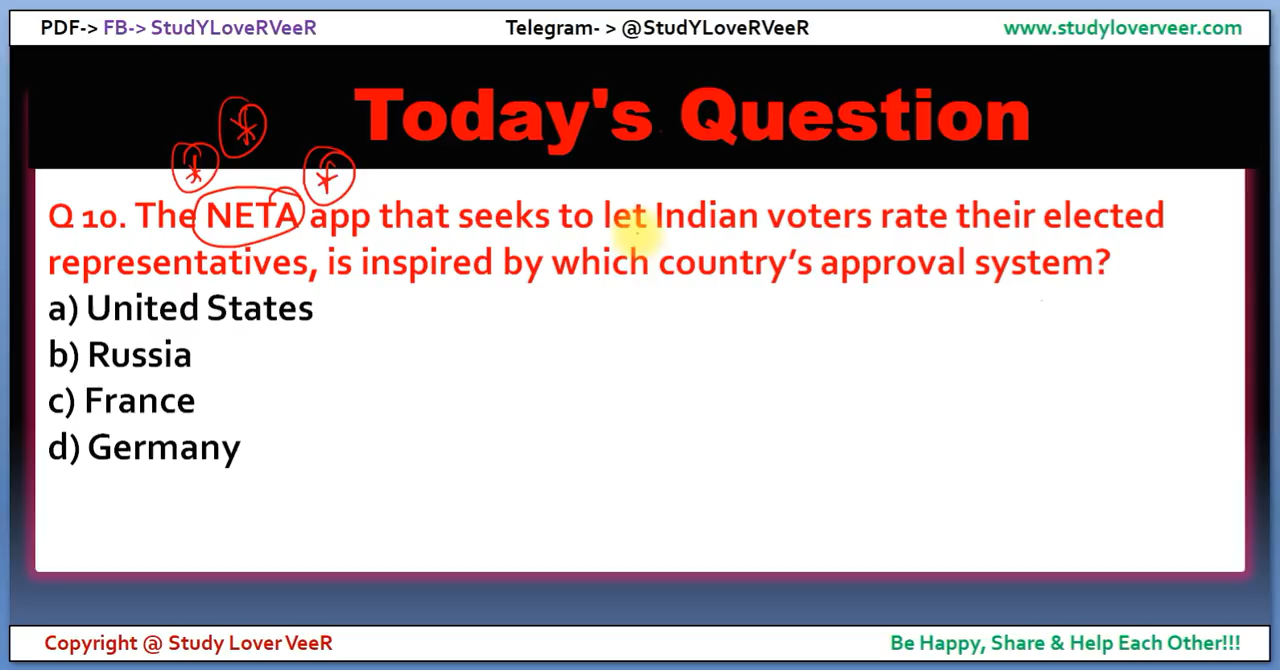 PDF-> FB-> StudYLoveRVeeR Telegram- > @StudYLoveRVeeR www.studyloverveer.com
Today's Question
Q 10. The NETA app that seeks to let Indian voters rate their elected
representatives, is inspired by which country’s approval system?
a) United States
b) Russia
c) France
d) Germany
Copyright @ Study Lover VeeR Be Happy, Share & Help Each Other!!!